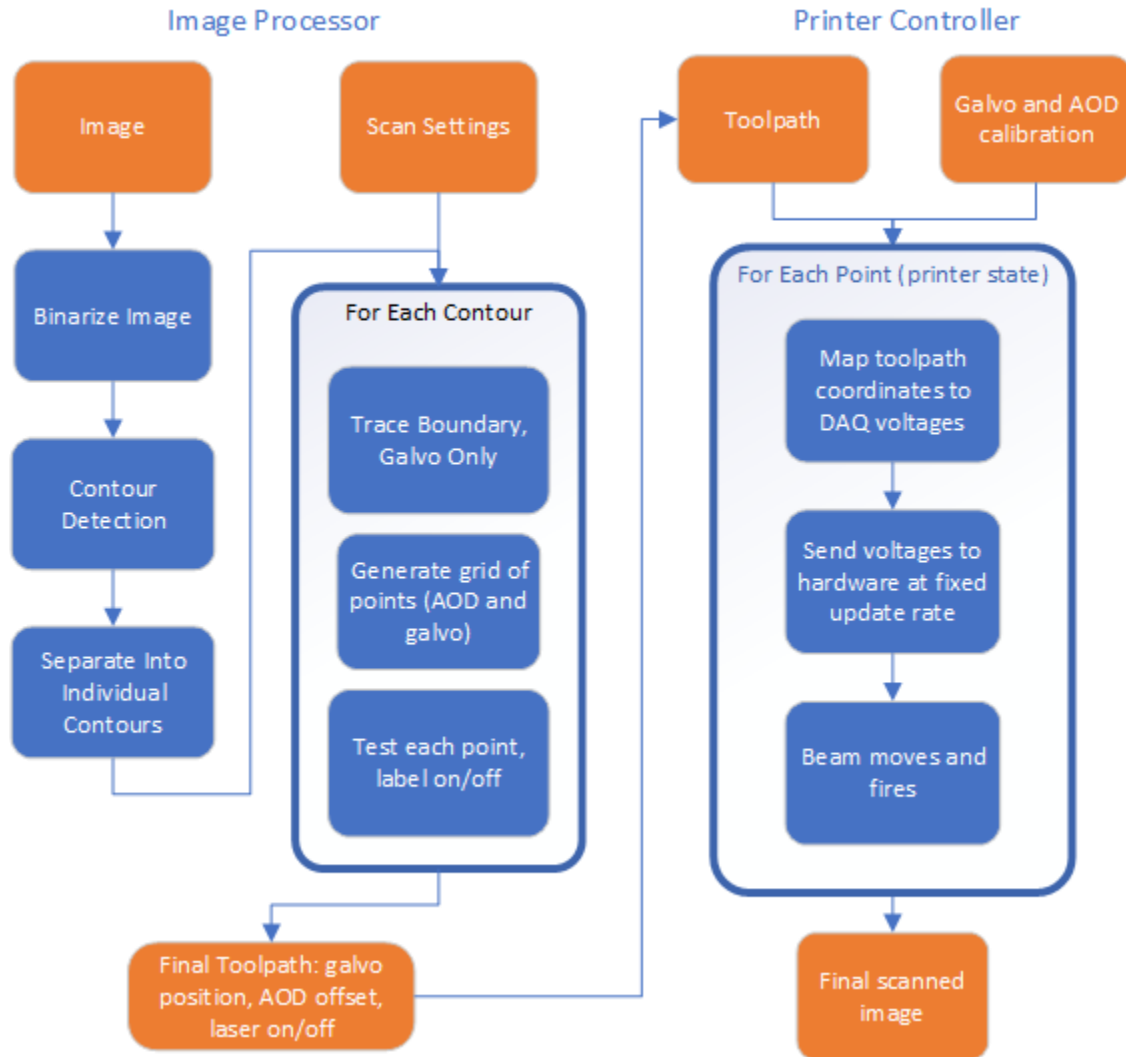 Image Processor
Image
Scan Settings
Binarize Image
Contour
Detection
Separate Into
Individual
Contours
For Each Contour
Trace Boundary,
Galvo Only
Generate grid of
points (AOD and
galvo)
Test each point,
label on/off
Final Toolpath: galvo
position, AOD offset,
laser on/off
Printer Controller
Toolpath
Galvo and AOD
calibration
For Each Point (printer state)
Map toolpath
coordinates to
DAQ voltages
Send voltages to
hardware at fixed
update rate
Beam moves and
fires
Final scanned
image